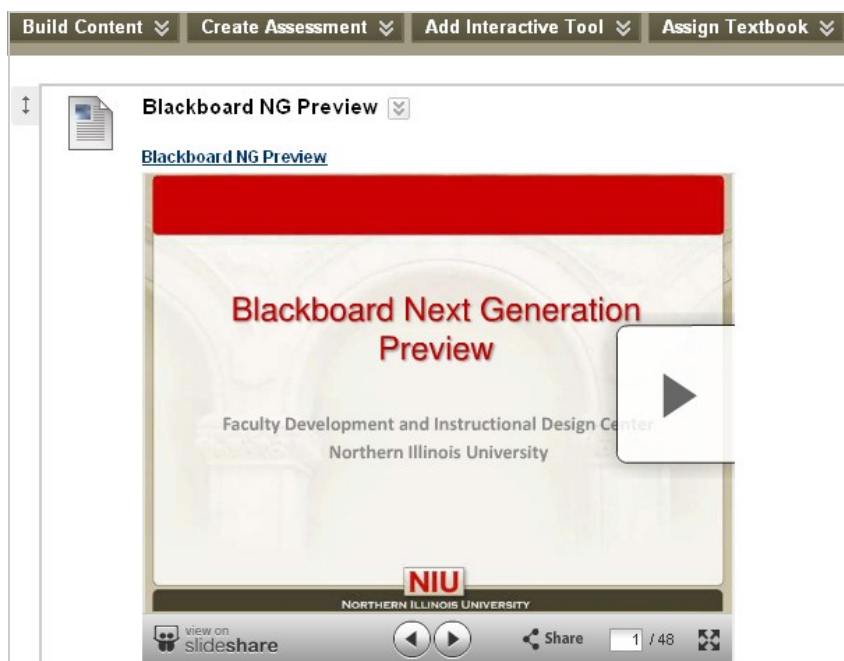 Build Content Create Assessment Add Interactive Tool Assign Textbook
Blackboard NG Preview
Blackboard NG Preview
Blackboard Next Generation
Preview
Faculty Development and Instructional Design Center
Northern Illinois University
NIU
NORTHERN ILLINOIS UNIVERSITY
view on
slideshare Share 1 / 48